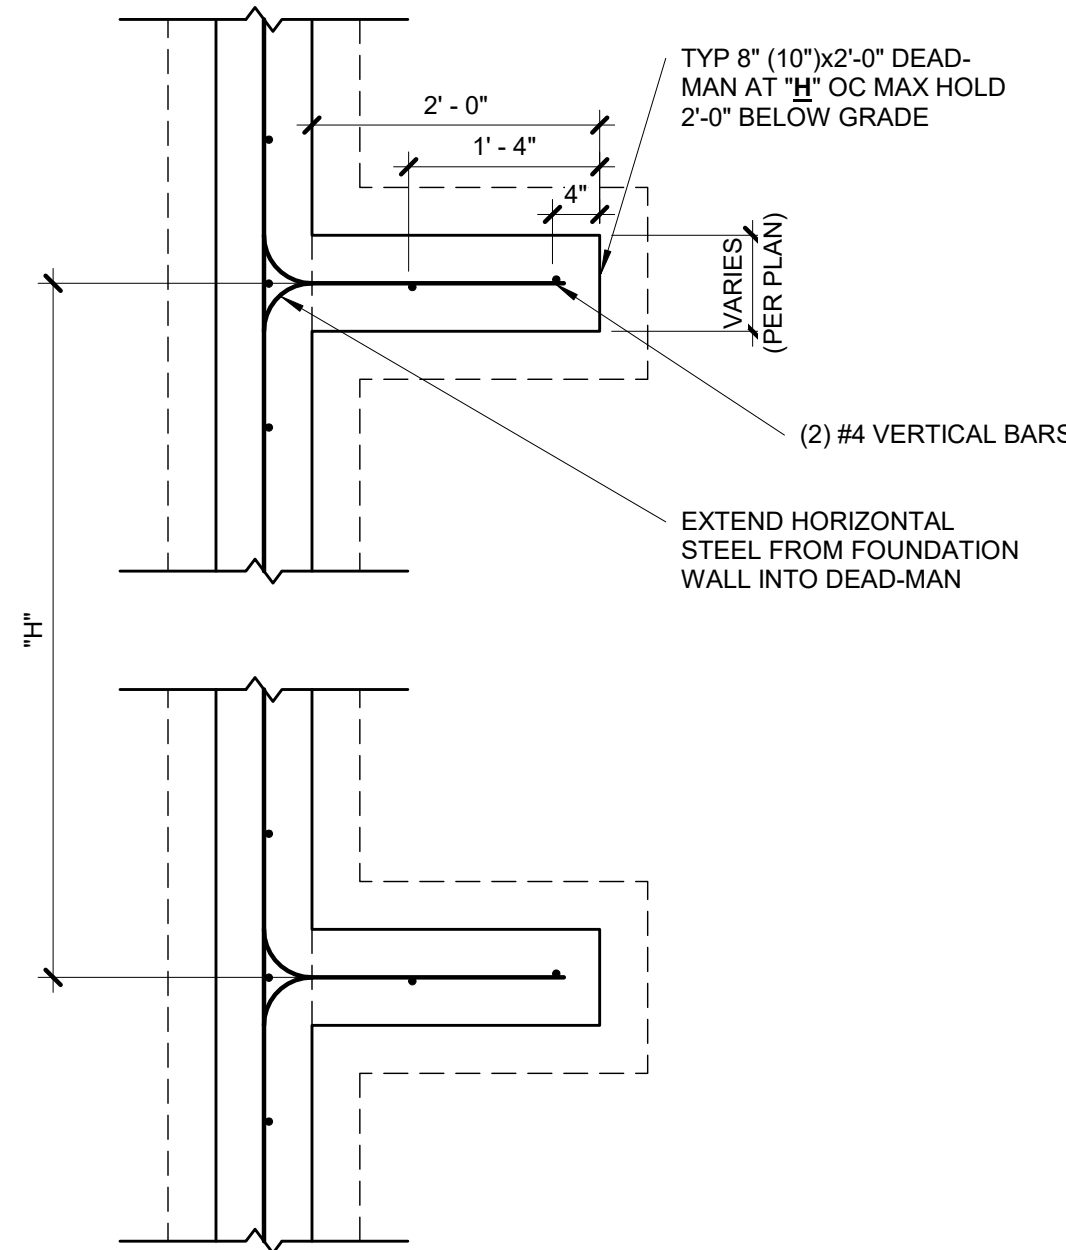 TYP 8" (10")x2'-0" DEAD-
MAN AT "H" OC MAX HOLD
2'-0" BELOW GRADE
2' - 0"
1' - 4"
4"
VARIES
(PER PLAN)
(2) #4 VERTICAL BARS
EXTEND HORIZONTAL
STEEL FROM FOUNDATION
WALL INTO DEAD-MAN
"H"